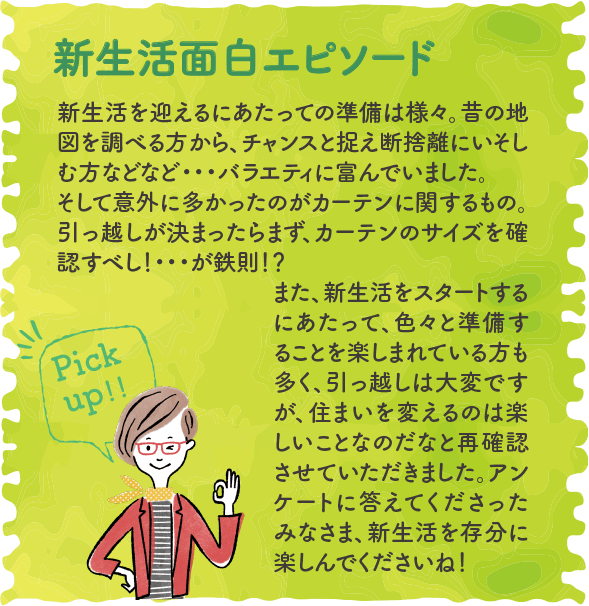 新生活面白エピソード
新生活を迎えるにあたっての準備は様々。昔の地
図を調べる方から、チャンスと捉え断捨離にいそし
む方などなど・・・バラエティに富んでいました。
そして意外に多かったのがカーテンに関するもの。
引っ越しが決まったらまず、カーテンのサイズを確
認すべし!・・・が鉄則!?
また、新生活をスタートする
にあたって、色々と準備す
ることを楽しまれている方も
多く、引っ越しは大変です
が、住まいを変えるのは楽
しいことなのだなと再確認
させていただきました。アン
ケートに答えてくださった
みなさま、新生活を存分に
楽しんでくださいね!
Pick
up!!